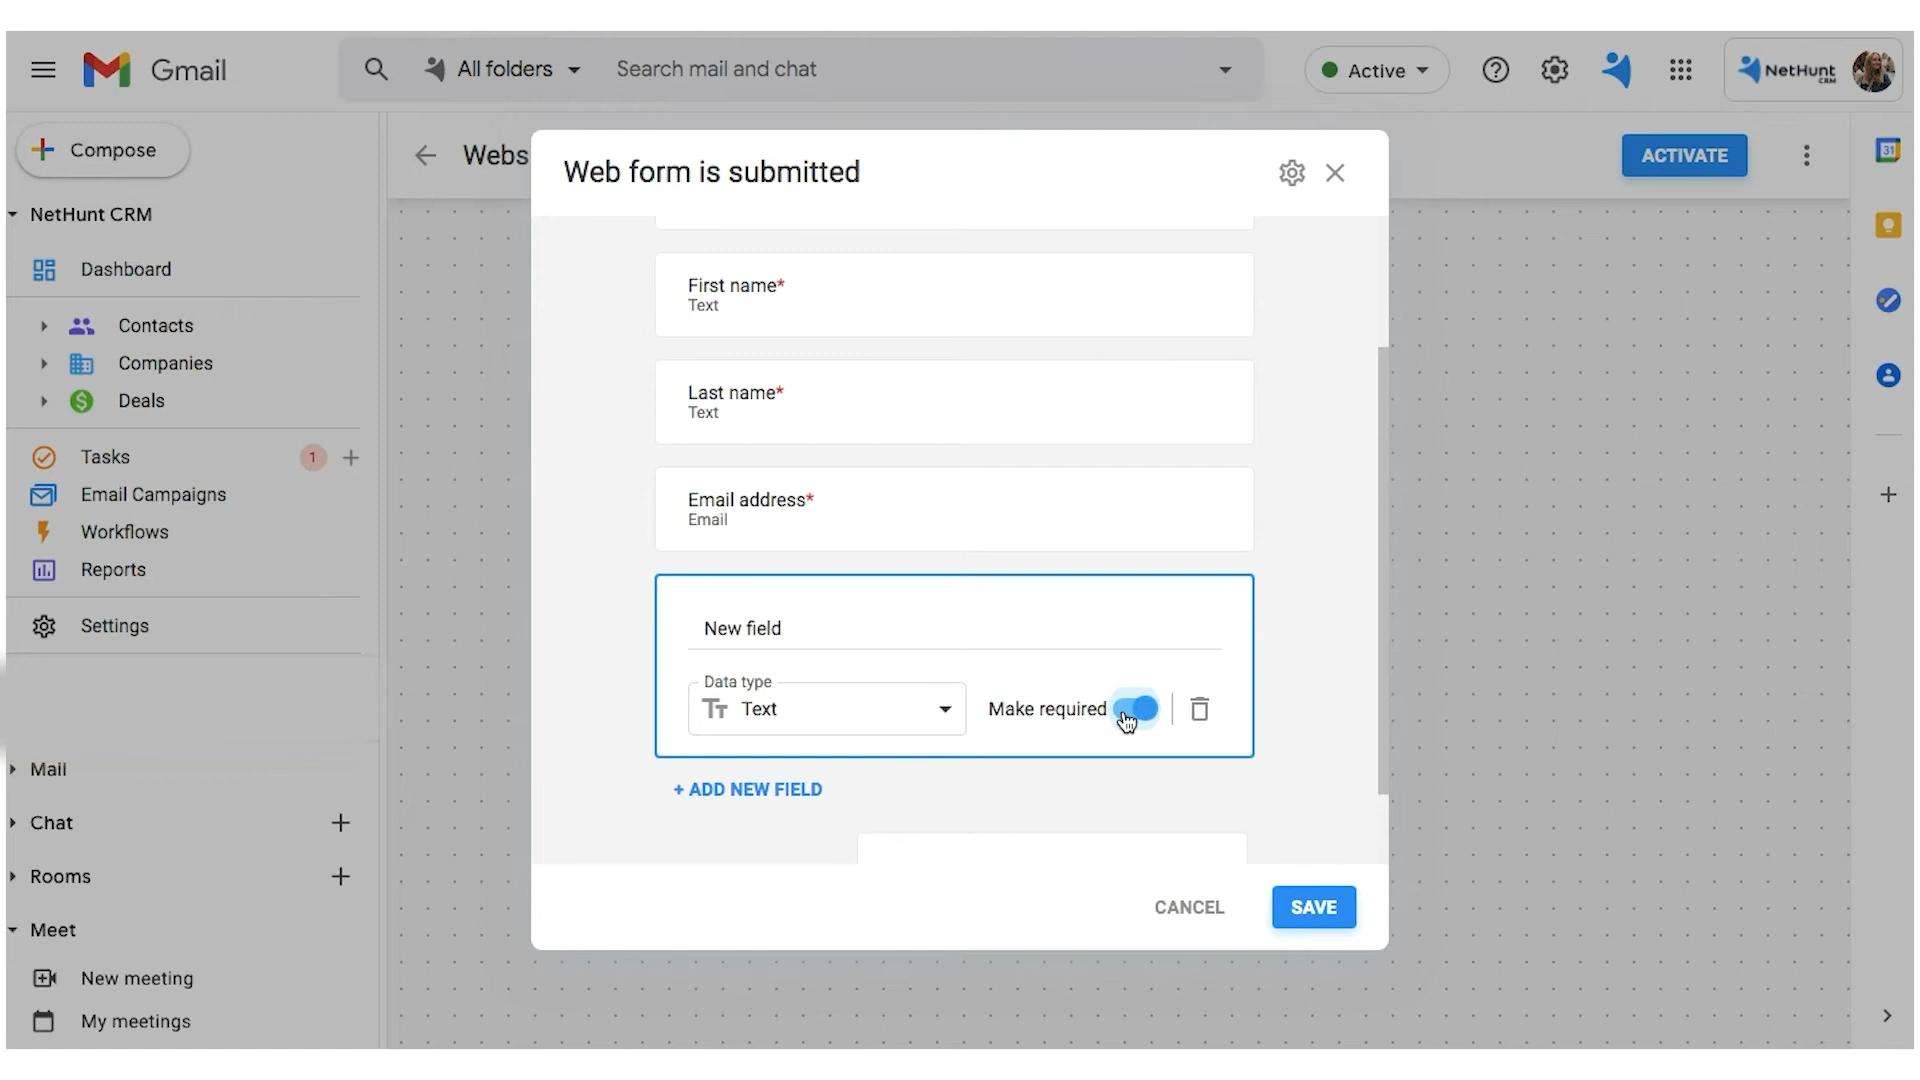 Gmail
All folders
Search mail and chat
Active
NetHunt
CRM
Compose
Webs
ACTIVATE
31
NetHunt CRM
Dashboard
Contacts
Companies
Deals
Tasks
1
Email Campaigns
Workflows
Reports
Settings
Mail
Chat
Rooms
Meet
New meeting
My meetings
Web form is submitted
First name*
Text
Last name*
Text
Email address*
Email
New field
Data type
Text
Make required
+ ADD NEW FIELD
CANCEL
SAVE